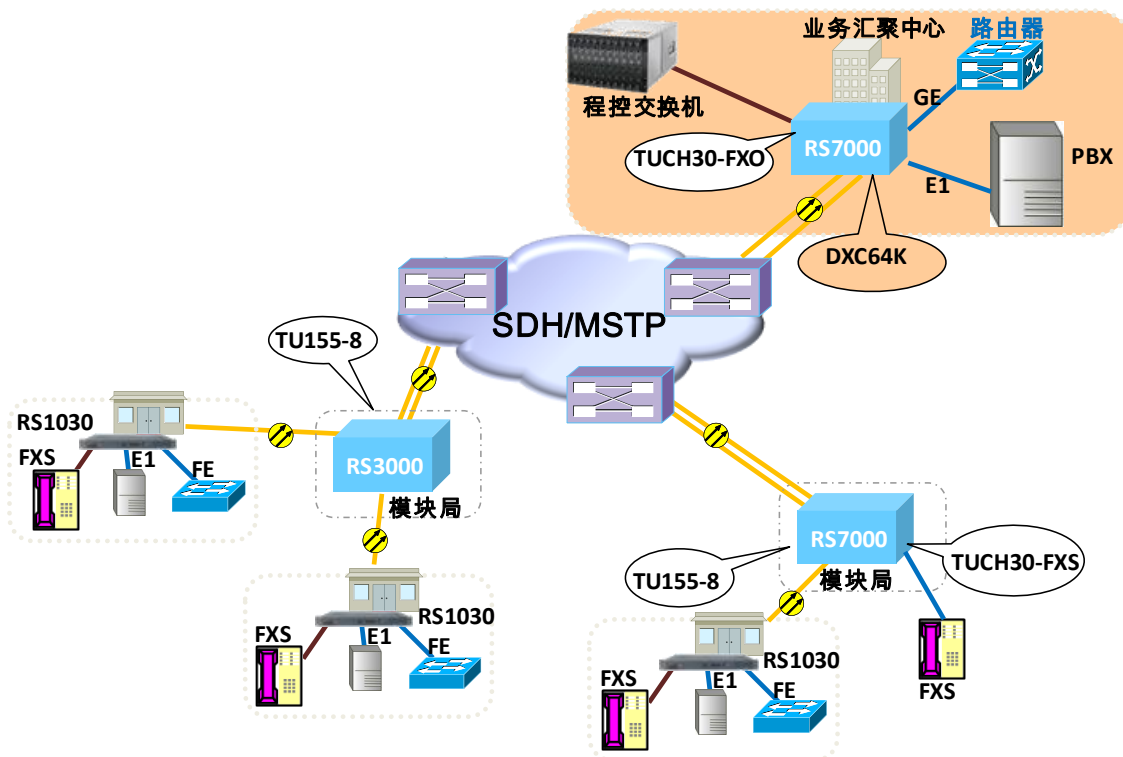 业务汇聚中心
路由器
程控交换机
GE
TUCH30-FXO
RS7000
PBX
E1
DXC64K
SDH/MSTP
TU155-8
RS1030
FXS
E1
FE
RS3000
模块局
RS1030
FXS
E1
FE
RS7000
TUCH30-FXS
TU155-8
模块局
RS1030
FXS
E1
FE
FXS